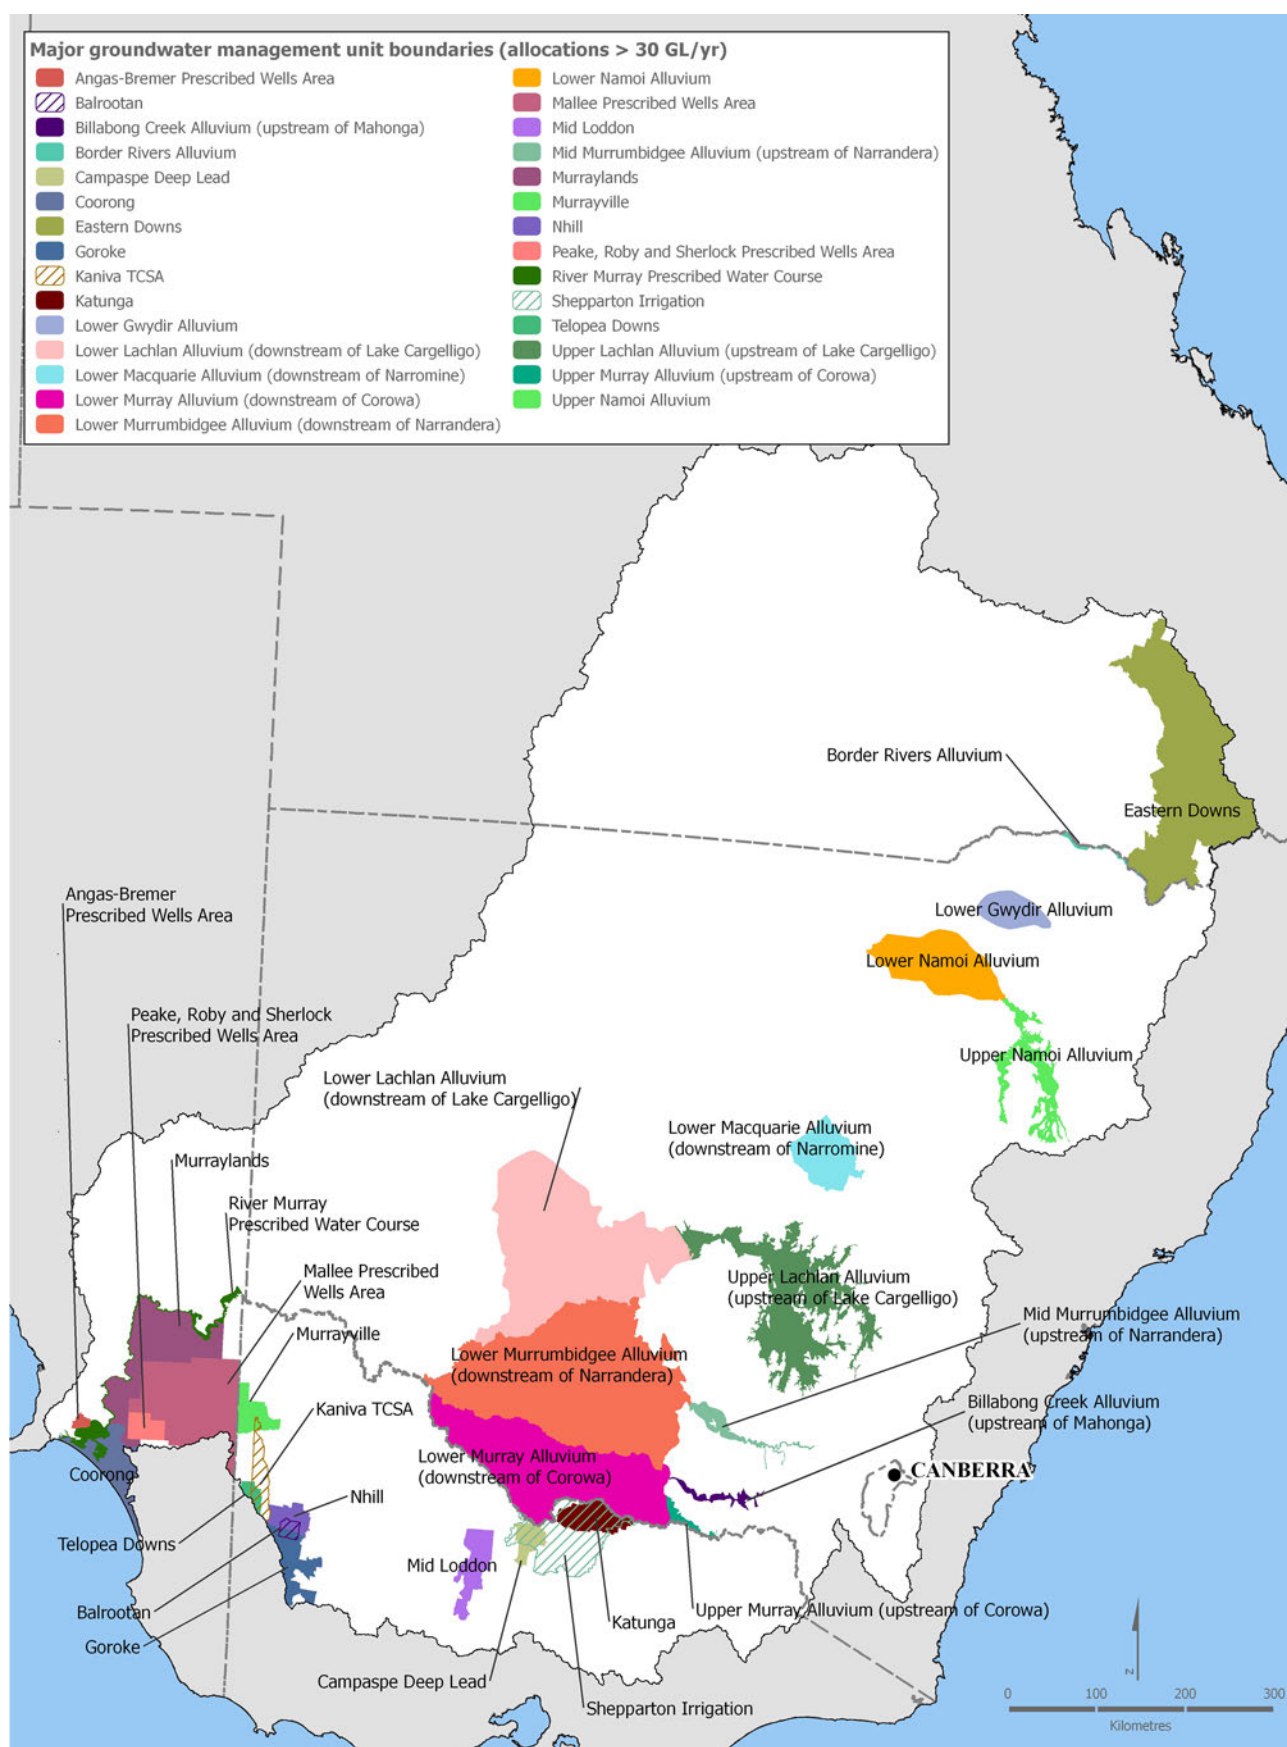 Major groundwater management unit boundaries (allocations > 30 GL/yr)
Angas-Bremer Prescribed Wells Area
Balrootan
Billabong Creek Alluvium (upstream of Mahonga)
Border Rivers Alluvium
Campaspe Deep Lead
Coorong
Eastern Downs
Goroke
Kaniva TCSA
Katunga
Lower Gwydir Alluvium
Lower Lachlan Alluvium (downstream of Lake Cargelligo)
Lower Macquarie Alluvium (downstream of Narromine)
Lower Murray Alluvium (downstream of Corowa)
Lower Murrumbidgee Alluvium (downstream of Narrandera)
Lower Namoi Alluvium
Mallee Prescribed Wells Area
Mid Loddon
Mid Murrumbidgee Alluvium (upstream of Narrandera)
Murraylands
Murrayville
Nhill
Peake, Roby and Sherlock Prescribed Wells Area
River Murray Prescribed Water Course
Shepparton Irrigation
Telopea Downs
Upper Lachlan Alluvium (upstream of Lake Cargelligo)
Upper Murray Alluvium (upstream of Corowa)
Upper Namoi Alluvium
Border Rivers Alluvium
Eastern Downs
Angas-Bremer
Prescribed Wells Area
Lower Gwydir Alluvium
Lower Namoi Alluvium
Peake, Roby and Sherlock
Prescribed Wells Area
Upper Namoi Alluvium
Lower Lachlan Alluvium
(downstream of Lake Cargelligo)
Lower Macquarie Alluvium
(downstream of Narromine)
Murraylands
River Murray
Prescribed Water Course
Mallee Prescribed
Wells Area
Upper Lachlan Alluvium
(upstream of Lake Cargelligo)
Mid Murrumbidgee Alluvium
(upstream of Narrandera)
Murrayville
Lower Murrumbidgee Alluvium
(downstream of Narrandera)
Kaniva TCSA
Billabong Creek Alluvium
(upstream of Mahonga)
Lower Murray Alluvium
(downstream of Corowa)
Coorong
CANBERRA
Nhill
Telopea Downs
Mid Loddon
Balrootan
Upper Murray Alluvium (upstream of Corowa)
Katunga
Goroke
Campaspe Deep Lead
Shepparton Irrigation
N
0 100 200 300
Kilometres